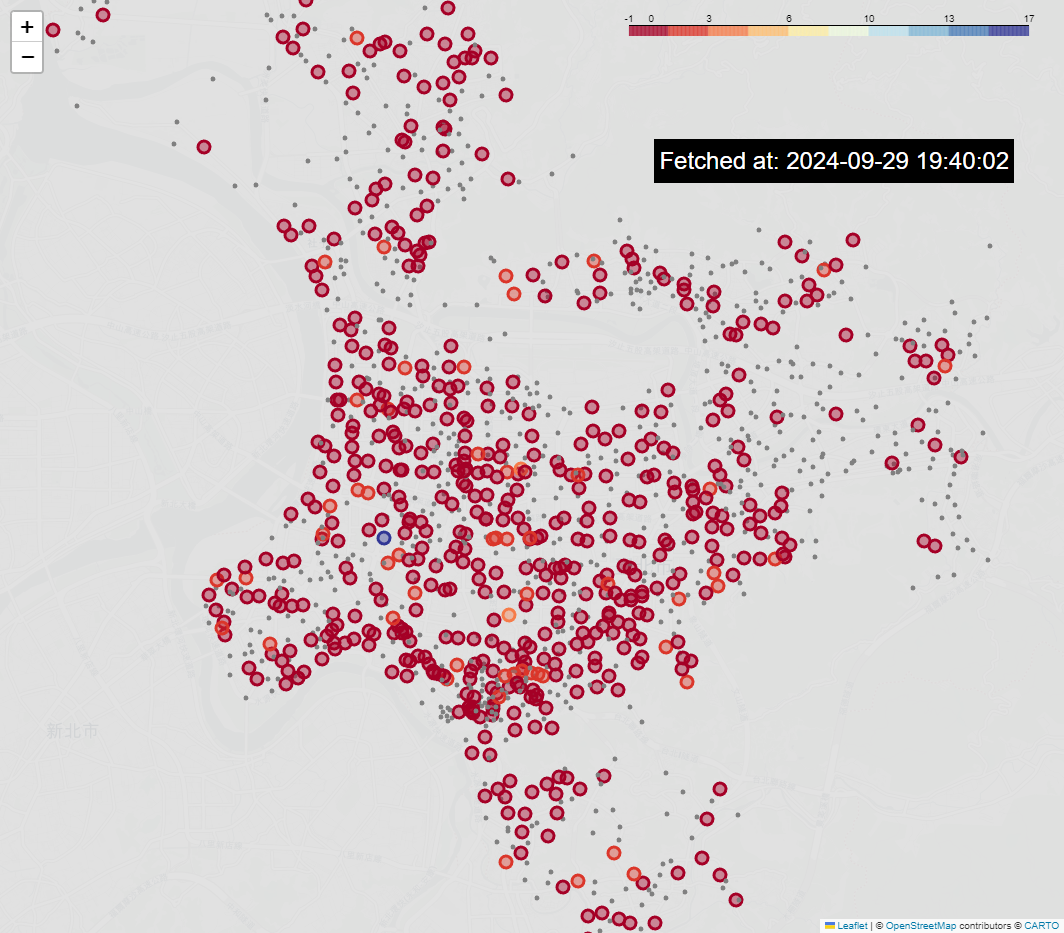 +
−
-1 0 3 6 10 13 17
Fetched at: 2024-09-29 19:40:02
新北市
Leaflet | © OpenStreetMap contributors © CARTO